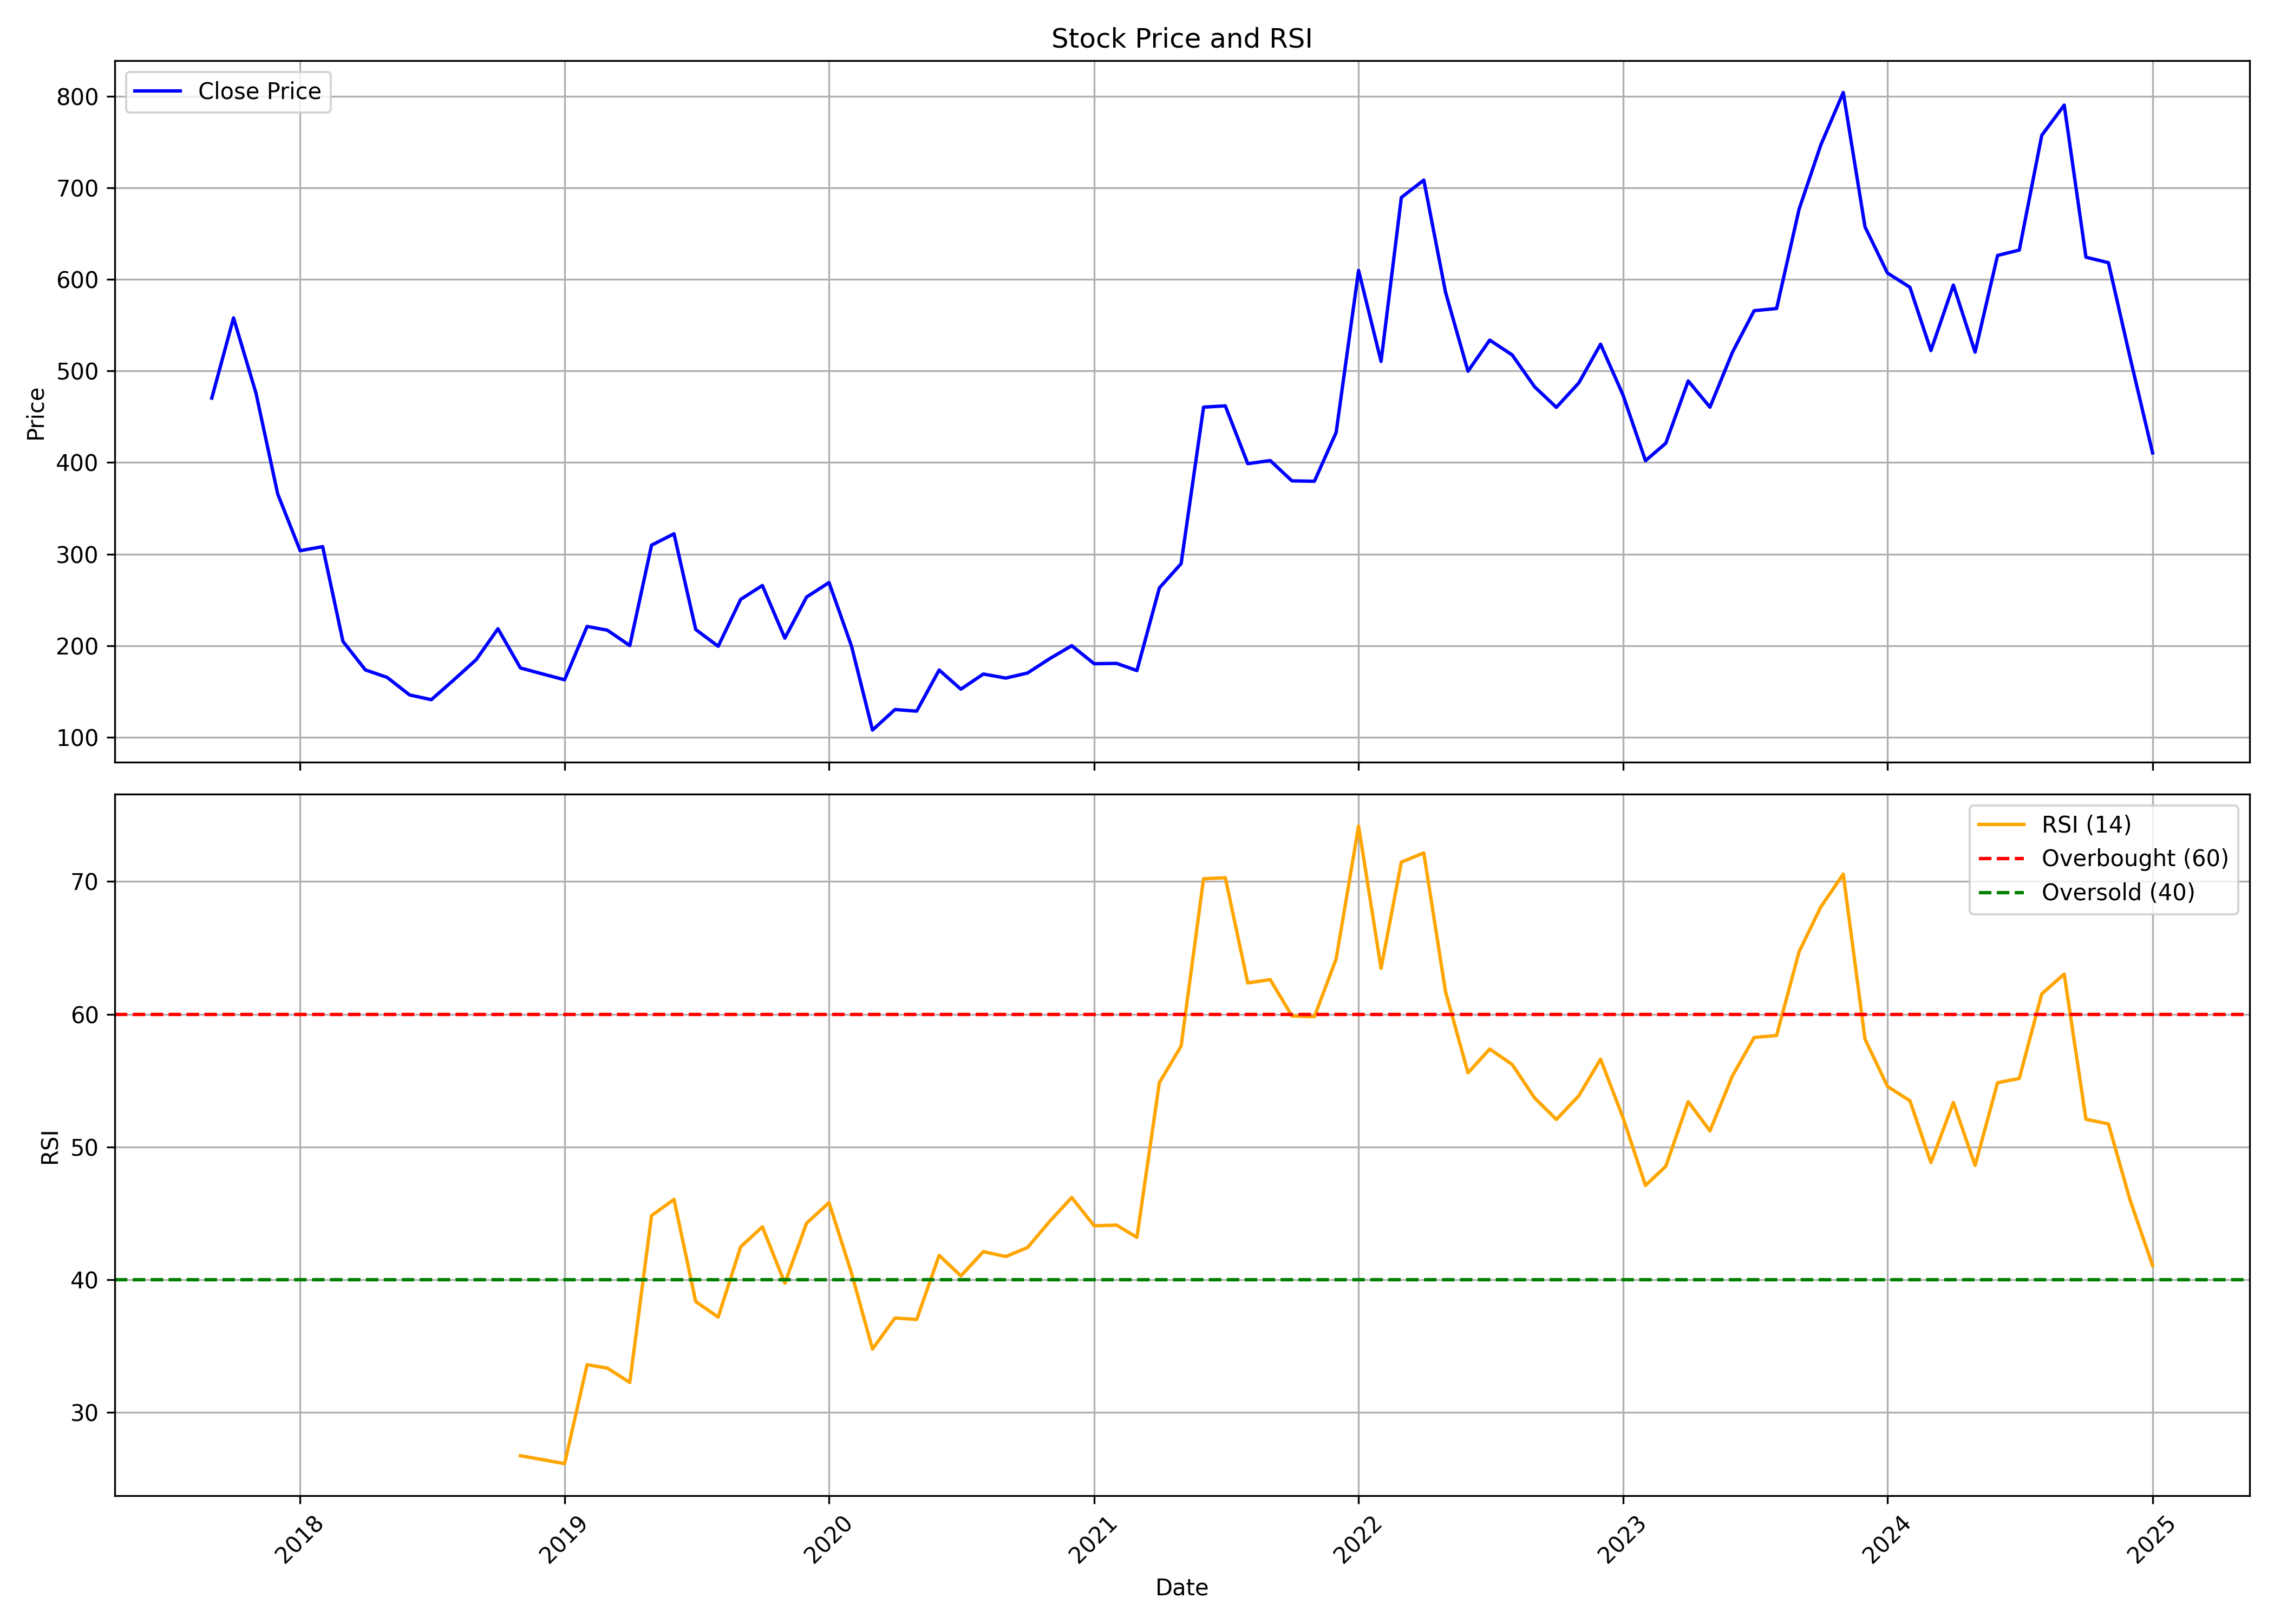 Stock Price and RSI
Close Price
800
700
600
500
400
300
200
100
Price
RSI (14)
Overbought (60)
Oversold (40)
70
60
50
40
30
RSI
2018 2019 2020 2021 2022 2023 2024 2025
Date